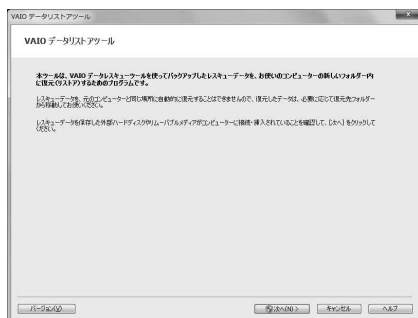 VAIO データリストアツール
VAIO データリストアツール
本ツールは、VAIO データレスキューツールを使ってバックアップしたレスキューデータを、お使いのコンピューターの新しいフォルダー内
に復元(リストア)するためのプログラムです。
レスキューデータを、元のコンピューターと同じ場所に自動的に復元することはできませんので、復元したデータは、必要に応じて復元先フォルダー
から移動してお使いください。
レスキューデータを保存した外部ハードディスクやリムーバブルメディアがコンピューターに接続・挿入されていることを確認して、[次へ] をクリックして
ください。
バージョン(V)
次へ(N) >
キャンセル
ヘルプ